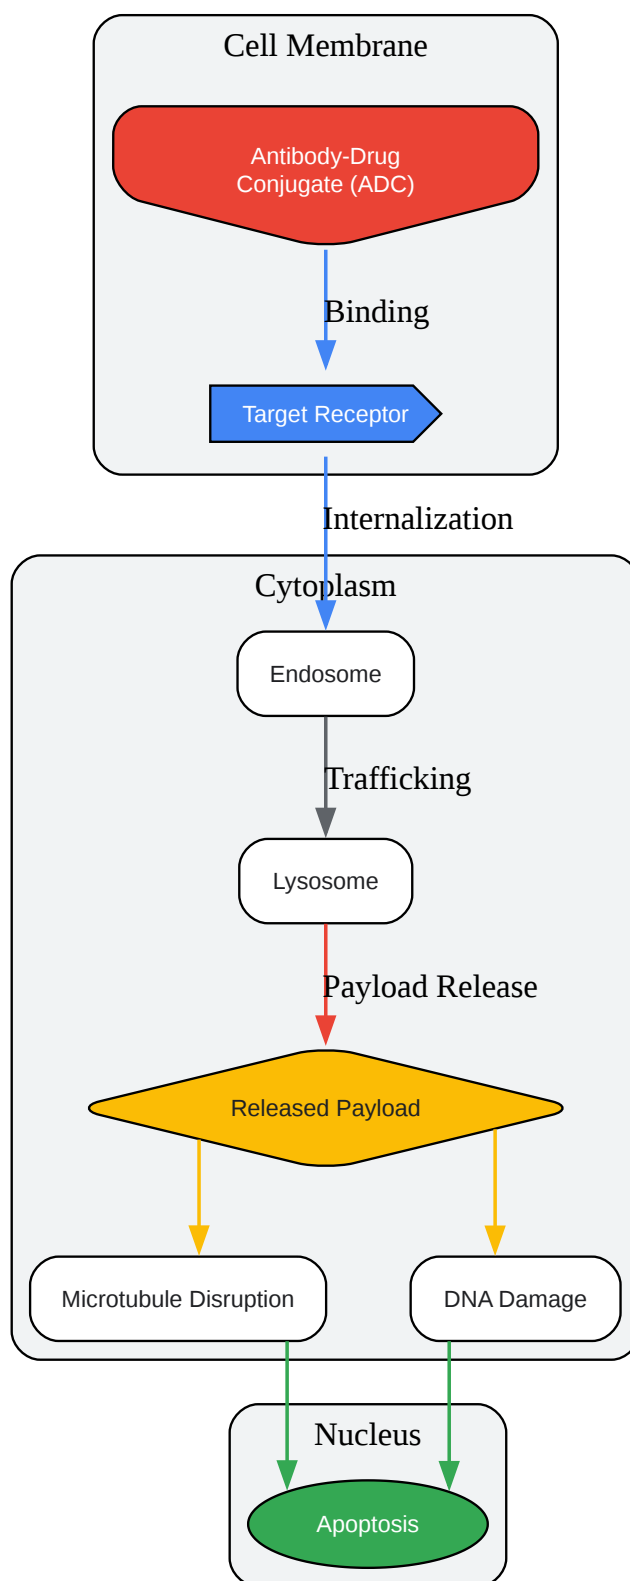 Cell Membrane
Antibody-Drug
Conjugate (ADC)
Binding
Target Receptor
Internalization
Cytoplasm
Endosome
Trafficking
Lysosome
Payload Release
Released Payload
Microtubule Disruption
DNA Damage
Nucleus
Apoptosis